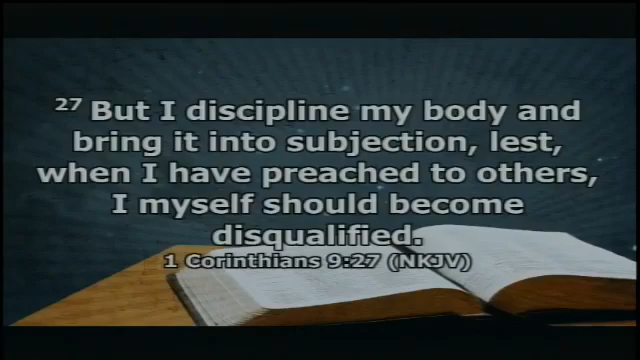 27 But I discipline my body and
bring it into subjection, lest,
when I have preached to others,
I myself should become
disqualified.
1 Corinthians 9:27 (NKJV)